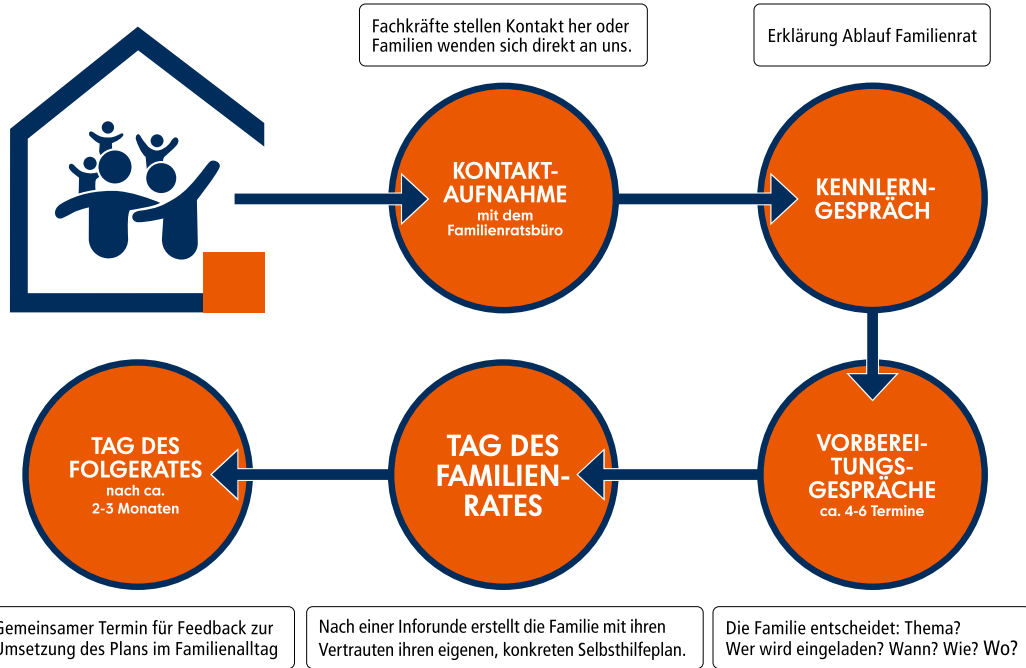 Fachkräfte stellen Kontakt her oder
Familien wenden sich direkt an uns.
Erklärung Ablauf Familienrat
KONTAKT-
AUFNAHME
mit dem
Familienratsbüro
KENNLERN-
GESPRÄCH
VORBEREI-
TUNGS-
GESPRÄCHE
ca. 4-6 Termine
TAG DES
FAMILIEN-
RATES
TAG DES
FOLGERATES
nach ca.
2-3 Monaten
Gemeinsamer Termin für Feedback zur
Umsetzung des Plans im Familienalltag
Nach einer Inforunde erstellt die Familie mit ihren
Vertrauten ihren eigenen, konkreten Selbsthilfeplan.
Die Familie entscheidet: Thema?
Wer wird eingeladen? Wann? Wie? Wo?